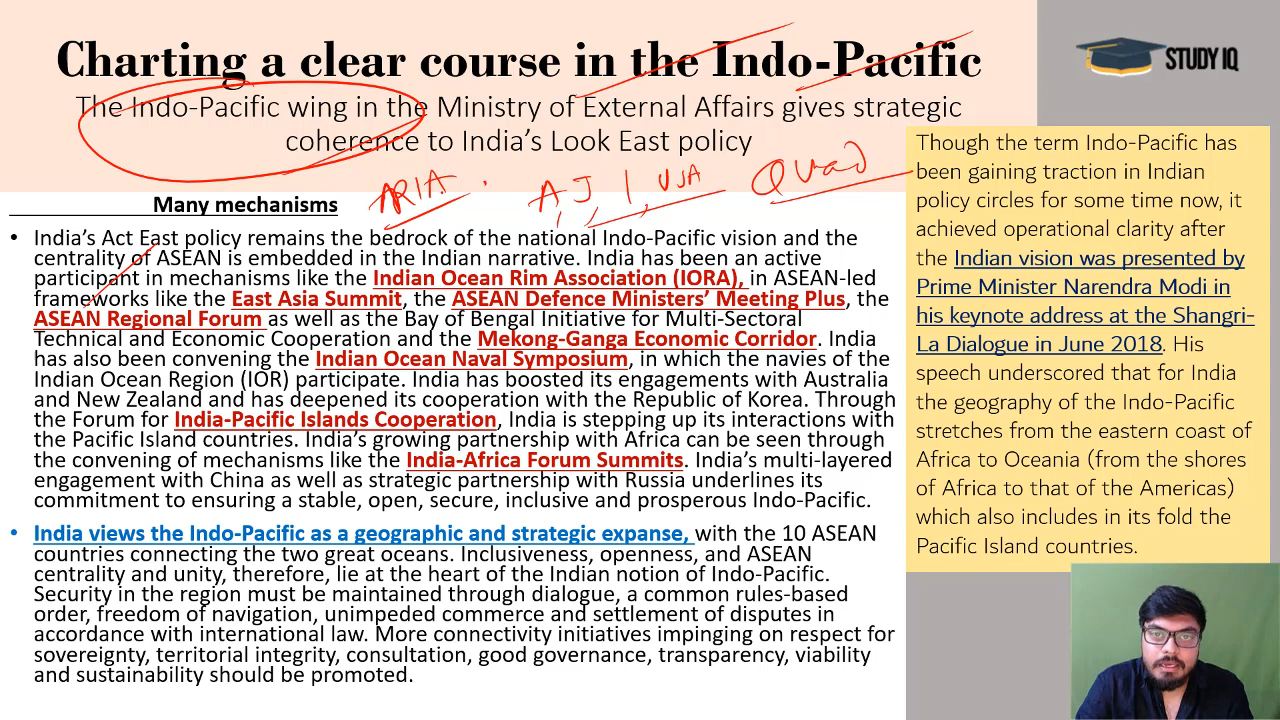 Charting a clear course in the Indo-Pacific
The Indo-Pacific wing in the Ministry of External Affairs gives strategic
coherence to India’s Look East policy
STUDY IQ
ARIA
A J I USA
Quad
Many mechanisms
• India’s Act East policy remains the bedrock of the national Indo-Pacific vision and the
centrality of ASEAN is embedded in the Indian narrative. India has been an active
participant in mechanisms like the Indian Ocean Rim Association (IORA), in ASEAN-led
frameworks like the East Asia Summit, the ASEAN Defence Ministers’ Meeting Plus, the
ASEAN Regional Forum as well as the Bay of Bengal Initiative for Multi-Sectoral
Technical and Economic Cooperation and the Mekong-Ganga Economic Corridor. India
has also been convening the Indian Ocean Naval Symposium, in which the navies of the
Indian Ocean Region (IOR) participate. India has boosted its engagements with Australia
and New Zealand and has deepened its cooperation with the Republic of Korea. Through
the Forum for India-Pacific Islands Cooperation, India is stepping up its interactions with
the Pacific Island countries. India’s growing partnership with Africa can be seen through
the convening of mechanisms like the India-Africa Forum Summits. India’s multi-layered
engagement with China as well as strategic partnership with Russia underlines its
commitment to ensuring a stable, open, secure, inclusive and prosperous Indo-Pacific.
• India views the Indo-Pacific as a geographic and strategic expanse, with the 10 ASEAN
countries connecting the two great oceans. Inclusiveness, openness, and ASEAN
centrality and unity, therefore, lie at the heart of the Indian notion of Indo-Pacific.
Security in the region must be maintained through dialogue, a common rules-based
order, freedom of navigation, unimpeded commerce and settlement of disputes in
accordance with international law. More connectivity initiatives impinging on respect for
sovereignty, territorial integrity, consultation, good governance, transparency, viability
and sustainability should be promoted.
Though the term Indo-Pacific has
been gaining traction in Indian
policy circles for some time now, it
achieved operational clarity after
the Indian vision was presented by
Prime Minister Narendra Modi in
his keynote address at the Shangri-
La Dialogue in June 2018. His
speech underscored that for India
the geography of the Indo-Pacific
stretches from the eastern coast of
Africa to Oceania (from the shores
of Africa to that of the Americas)
which also includes in its fold the
Pacific Island countries.